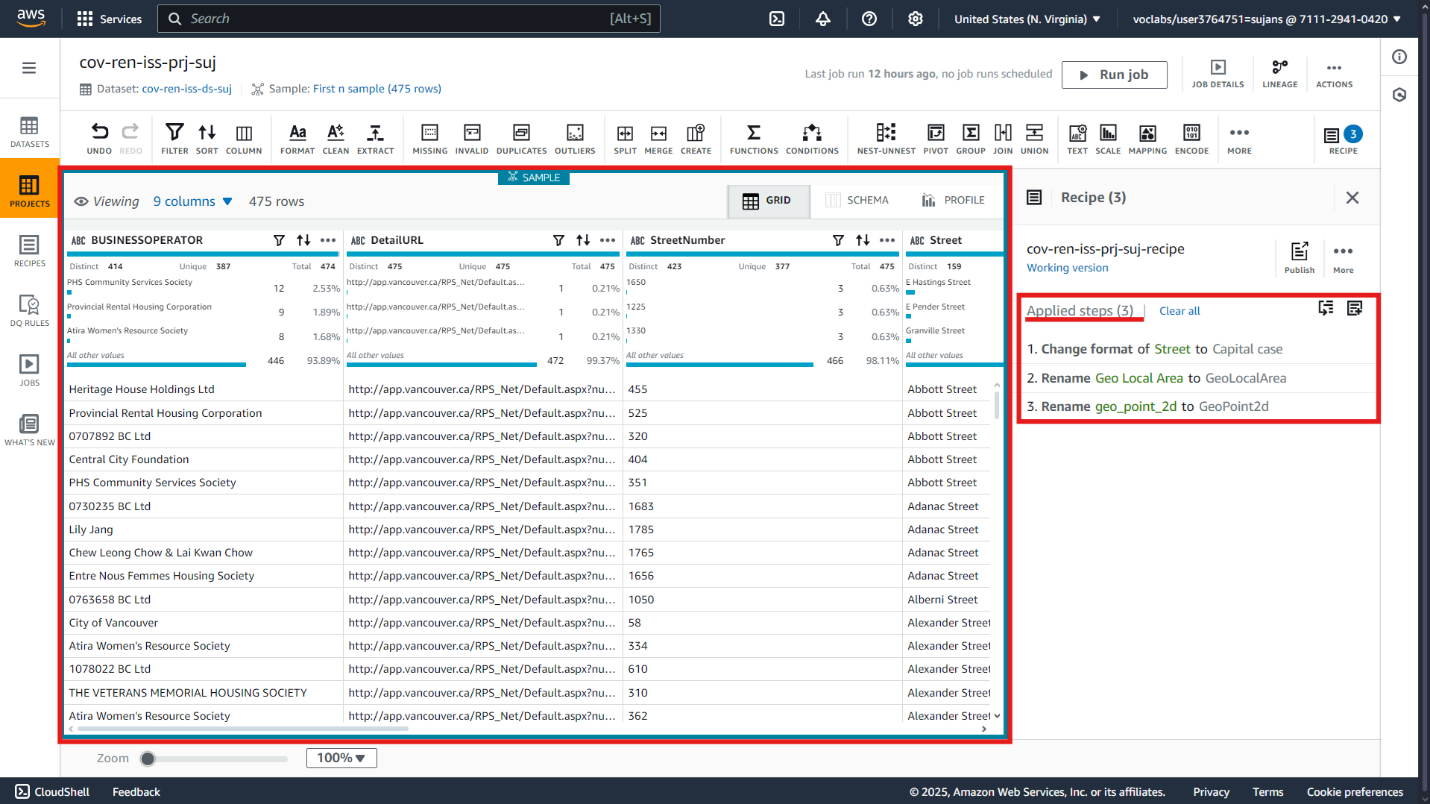 aws Services Search [Alt+S] United States (N. Virginia) ▼ voclabs/user3764751=sujans @ 7111-2941-0420 ▼
cov-ren-iss-prj-suj
Dataset: cov-ren-iss-ds-suj Sample: First n sample (475 rows)
Last job run 12 hours ago, no job runs scheduled
Run job
JOB DETAILS LINEAGE ACTIONS
DATASETS
PROJECTS
RECIPES
DQ RULES
JOBS
WHAT'S NEW
UNDO REDO FILTER SORT COLUMN FORMAT CLEAN EXTRACT MISSING INVALID DUPLICATES OUTLIERS SPLIT MERGE CREATE FUNCTIONS CONDITIONS NEST-UNNEST PIVOT GROUP JOIN UNION TEXT SCALE MAPPING ENCODE MORE 3 RECIPE
SAMPLE
Viewing 9 columns ▼ 475 rows GRID SCHEMA PROFILE
ABC BUSINESSOPERATOR ABC DetailURL ABC StreetNumber ABC Street
Distinct 414 Unique 387 Total 474 Distinct 475 Unique 475 Total 475 Distinct 423 Unique 377 Total 475 Distinct 159
PHS Community Services Society 12 2.53% http://app.vancouver.ca/RPS_Net/Default.as... 1 0.21% 1650 3 0.63% E Hastings Street
Provincial Rental Housing Corporation 9 1.89% http://app.vancouver.ca/RPS_Net/Default.as... 1 0.21% 1225 3 0.63% E Pender Street
Atira Women's Resource Society 8 1.68% http://app.vancouver.ca/RPS_Net/Default.as... 1 0.21% 1330 3 0.63% Granville Street
All other values 446 93.89% All other values 472 99.37% All other values 466 98.11% All other values
Heritage House Holdings Ltd http://app.vancouver.ca/RPS_Net/Default.aspx?nu... 455 Abbott Street
Provincial Rental Housing Corporation http://app.vancouver.ca/RPS_Net/Default.aspx?nu... 525 Abbott Street
0707892 BC Ltd http://app.vancouver.ca/RPS_Net/Default.aspx?nu... 320 Abbott Street
Central City Foundation http://app.vancouver.ca/RPS_Net/Default.aspx?nu... 404 Abbott Street
PHS Community Services Society http://app.vancouver.ca/RPS_Net/Default.aspx?nu... 351 Abbott Street
0730235 BC Ltd http://app.vancouver.ca/RPS_Net/Default.aspx?nu... 1683 Adanac Street
Lily Jang http://app.vancouver.ca/RPS_Net/Default.aspx?nu... 1785 Adanac Street
Chew Leong Chow & Lai Kwan Chow http://app.vancouver.ca/RPS_Net/Default.aspx?nu... 1765 Adanac Street
Entre Nous Femmes Housing Society http://app.vancouver.ca/RPS_Net/Default.aspx?nu... 1656 Adanac Street
0763658 BC Ltd http://app.vancouver.ca/RPS_Net/Default.aspx?nu... 1050 Alberni Street
City of Vancouver http://app.vancouver.ca/RPS_Net/Default.aspx?nu... 58 Alexander Street
Atira Women's Resource Society http://app.vancouver.ca/RPS_Net/Default.aspx?nu... 334 Alexander Street
1078022 BC Ltd http://app.vancouver.ca/RPS_Net/Default.aspx?nu... 610 Alexander Street
THE VETERANS MEMORIAL HOUSING SOCIETY http://app.vancouver.ca/RPS_Net/Default.aspx?nu... 310 Alexander Street
Atira Women's Resource Society http://app.vancouver.ca/RPS_Net/Default.aspx?nu... 362 Alexander Street
Zoom 100% ▼
Recipe (3)
cov-ren-iss-prj-suj-recipe
Working version
Publish More
Applied steps (3) Clear all
1. Change format of Street to Capital case
2. Rename Geo Local Area to GeoLocalArea
3. Rename geo_point_2d to GeoPoint2d
CloudShell Feedback © 2025, Amazon Web Services, Inc. or its affiliates. Privacy Terms Cookie preferences